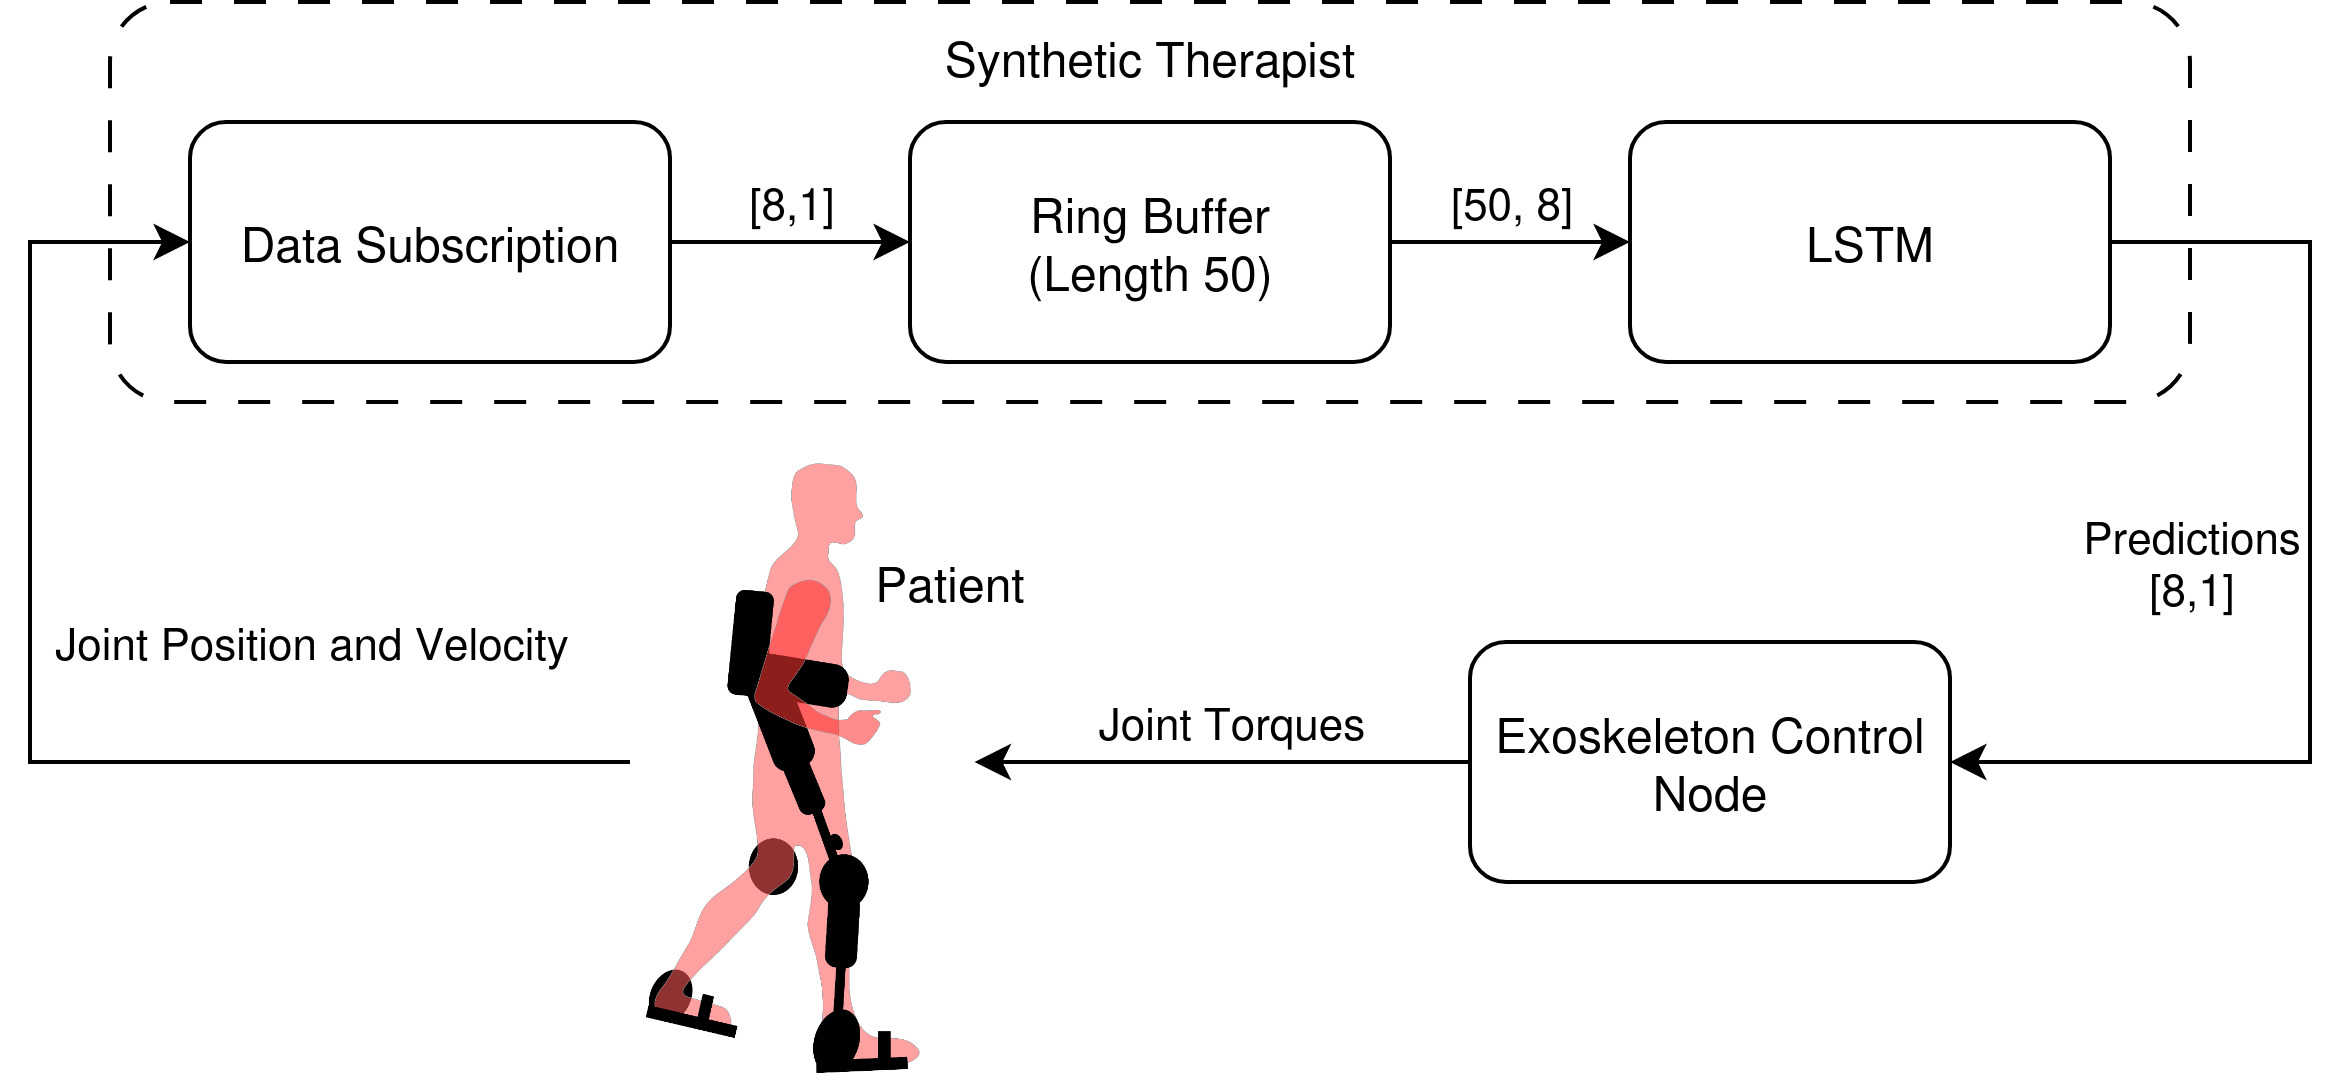 Synthetic Therapist
Data Subscription
[8,1]
Ring Buffer
(Length 50)
[50, 8]
LSTM
Predictions
[8,1]
Patient
Joint Position and Velocity
Joint Torques
Exoskeleton Control
Node